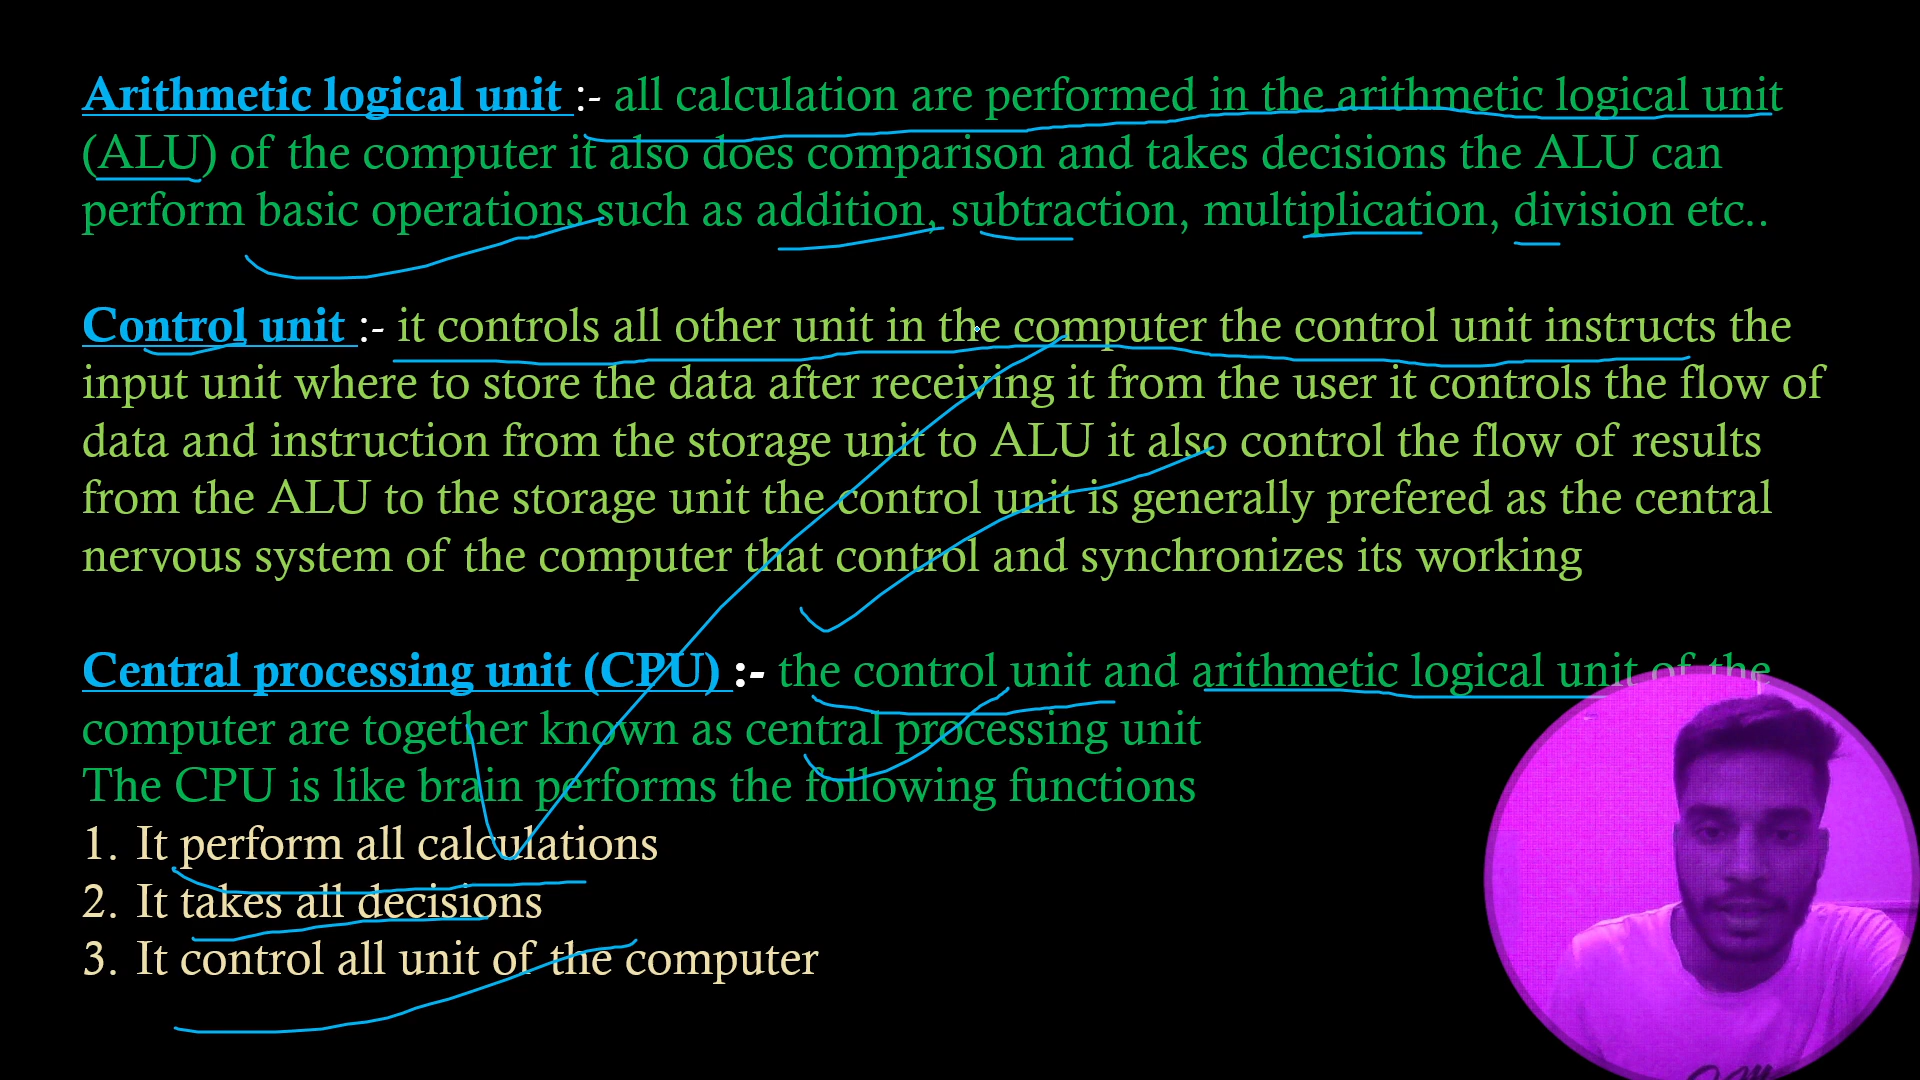 Arithmetic logical unit :- all calculation are performed in the arithmetic logical unit
(ALU) of the computer it also does comparison and takes decisions the ALU can
perform basic operations such as addition, subtraction, multiplication, division etc..
Control unit :- it controls all other unit in the computer the control unit instructs the
input unit where to store the data after receiving it from the user it controls the flow of
data and instruction from the storage unit to ALU it also control the flow of results
from the ALU to the storage unit the control unit is generally prefered as the central
nervous system of the computer that control and synchronizes its working
Central processing unit (CPU) :- the control unit and arithmetic logical unit of the
computer are together known as central processing unit
The CPU is like brain performs the following functions
1. It perform all calculations
2. It takes all decisions
3. It control all unit of the computer